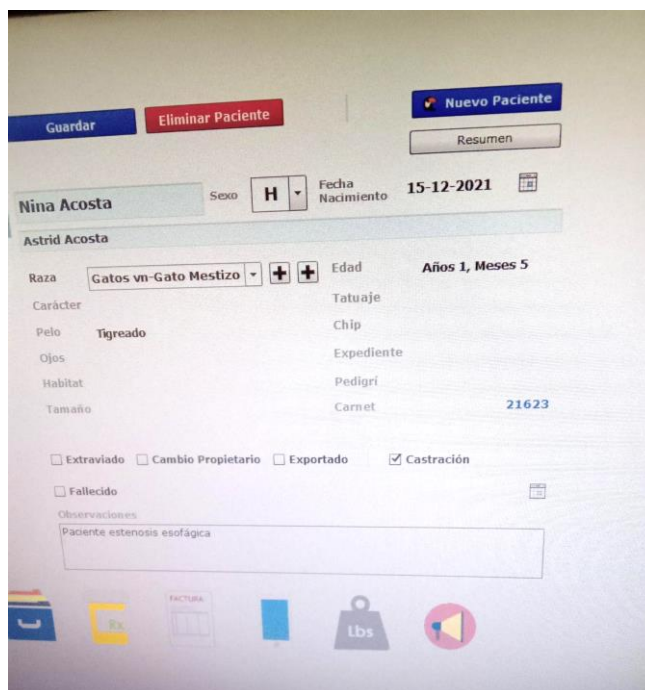 Guardar
Eliminar Paciente
Nuevo Paciente
Resumen
Nina Acosta
Sexo
H
Fecha
Nacimiento
15-12-2021
Astrid Acosta
Raza
Gatos vn-Gato Mestizo
Edad
Años 1, Meses 5
Carácter
Tatuaje
Pelo
Tigreado
Chip
Ojos
Expediente
Habitat
Pedigrí
Tamaño
Carnet
21623
Extraviado
Cambio Propietario
Exportado
Castración
Fallecido
Observaciones
Paciente estenosis esofágica
FACTURA
Rx
Lbs